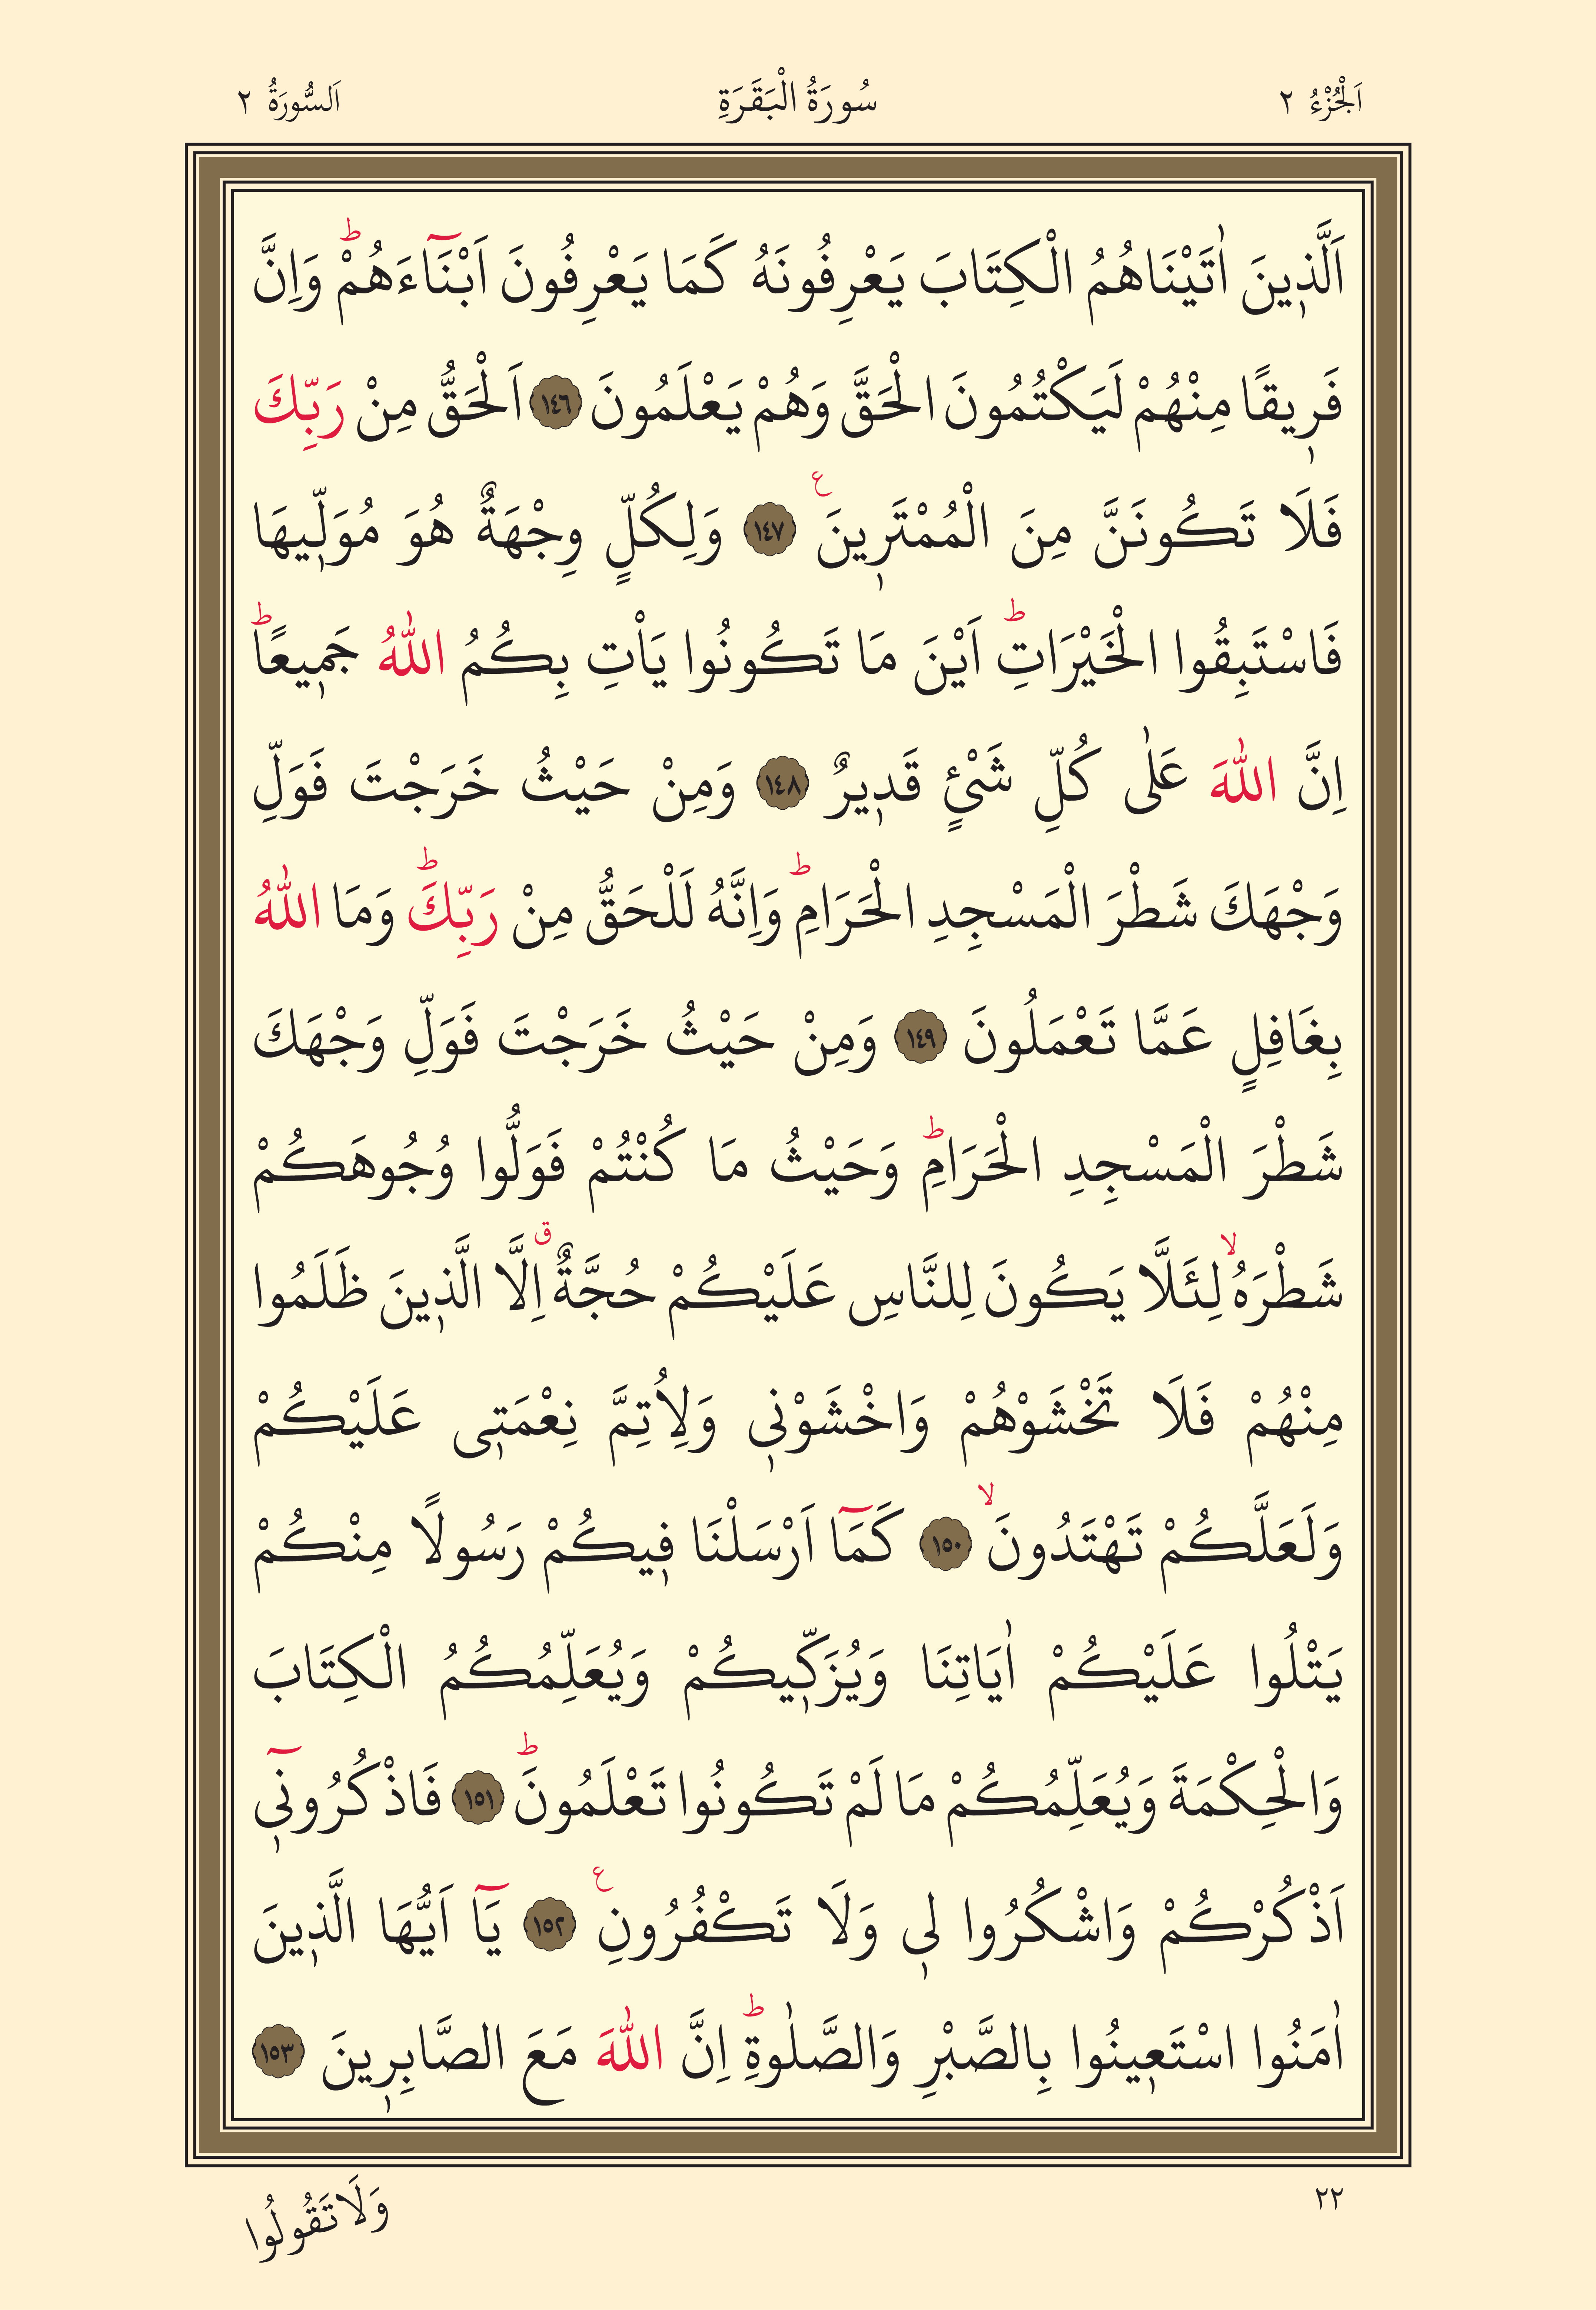 اَلْجُزْءُ ٢ سُورَةُ الْبَقَرَةِ اَلسُّورَةُ ٢
اَلَّذٖينَ اٰتَيْنَاهُمُ الْكِتَابَ يَعْرِفُونَهُ كَمَا يَعْرِفُونَ اَبْنَٓاءَهُمْؕ وَاِنَّ
فَرٖيقًا مِنْهُمْ لَيَكْتُمُونَ الْحَقَّ وَهُمْ يَعْلَمُونَ ١٤٦ اَلْحَقُّ مِنْ رَبِّكَ
فَلَا تَكُونَنَّ مِنَ الْمُمْتَرٖينَ ع ١٤٧ وَلِكُلٍّ وِجْهَةٌ هُوَ مُوَلّٖيهَا
فَاسْتَبِقُوا الْخَيْرَاتِؕ اَيْنَ مَا تَكُونُوا يَاْتِ بِكُمُ اللّٰهُ جَمٖيعًاؕ
اِنَّ اللّٰهَ عَلٰى كُلِّ شَيْئٍ قَدٖيرٌ ١٤٨ وَمِنْ حَيْثُ خَرَجْتَ فَوَلِّ
وَجْهَكَ شَطْرَ الْمَسْجِدِ الْحَرَامِؕ وَاِنَّهُ لَلْحَقُّ مِنْ رَبِّكَؕ وَمَا اللّٰهُ
بِغَافِلٍ عَمَّا تَعْمَلُونَ ١٤٩ وَمِنْ حَيْثُ خَرَجْتَ فَوَلِّ وَجْهَكَ
شَطْرَ الْمَسْجِدِ الْحَرَامِؕ وَحَيْثُ مَا كُنْتُمْ فَوَلُّوا وُجُوهَكُمْ
شَطْرَهُۙ لِئَلَّا يَكُونَ لِلنَّاسِ عَلَيْكُمْ حُجَّةٌ ق اِلَّا الَّذٖينَ ظَلَمُوا
مِنْهُمْ فَلَا تَخْشَوْهُمْ وَاخْشَوْنٖى وَلِاُتِمَّ نِعْمَتٖى عَلَيْكُمْ
وَلَعَلَّكُمْ تَهْتَدُونَۙ ١٥٠ كَمَٓا اَرْسَلْنَا فٖيكُمْ رَسُولًا مِنْكُمْ
يَتْلُوا عَلَيْكُمْ اٰيَاتِنَا وَيُزَكّٖيكُمْ وَيُعَلِّمُكُمُ الْكِتَابَ
وَالْحِكْمَةَ وَيُعَلِّمُكُمْ مَا لَمْ تَكُونُوا تَعْلَمُونَؕ ١٥١ فَاذْكُرُونٖٓى
اَذْكُرْكُمْ وَاشْكُرُوا لٖى وَلَا تَكْفُرُونِ ع ١٥٢ يَٓا اَيُّهَا الَّذٖينَ
اٰمَنُوا اسْتَعٖينُوا بِالصَّبْرِ وَالصَّلٰوةِؕ اِنَّ اللّٰهَ مَعَ الصَّابِرٖينَ ١٥٣
٢٢ وَلَا تَقُولُوا